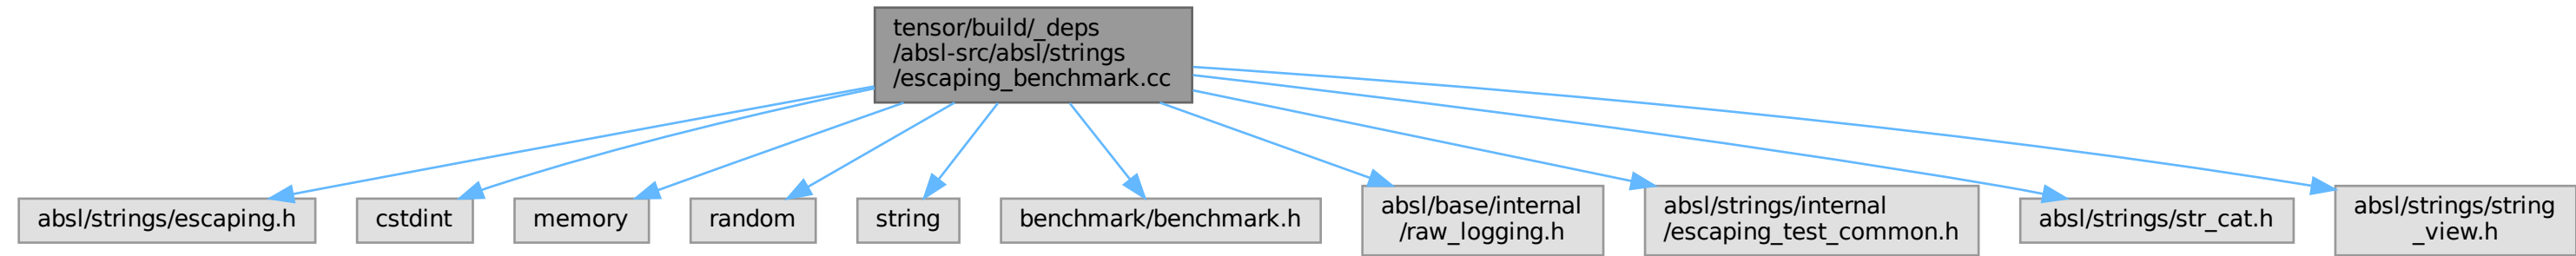 tensor/build/_deps
/absl-src/absl/strings
/escaping_benchmark.cc
absl/strings/escaping.h
cstdint
memory
random
string
benchmark/benchmark.h
absl/base/internal
/raw_logging.h
absl/strings/internal
/escaping_test_common.h
absl/strings/str_cat.h
absl/strings/string
_view.h